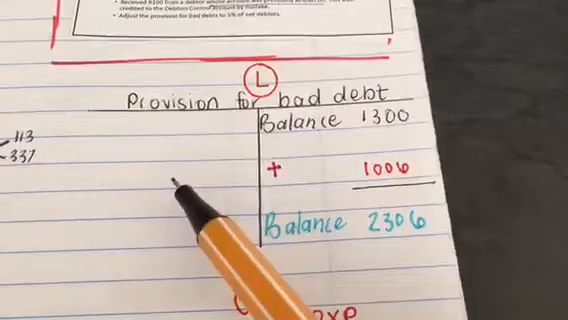 Received R100 from a debtor whose account was previously written off. This was
credited to the Debtors Control account by mistake.
• Adjust the provision for bad debts to 5% of net debtors.
L
Provision for bad debt
Balance 1300
113
337
+ 1006
Balance 2306
exp